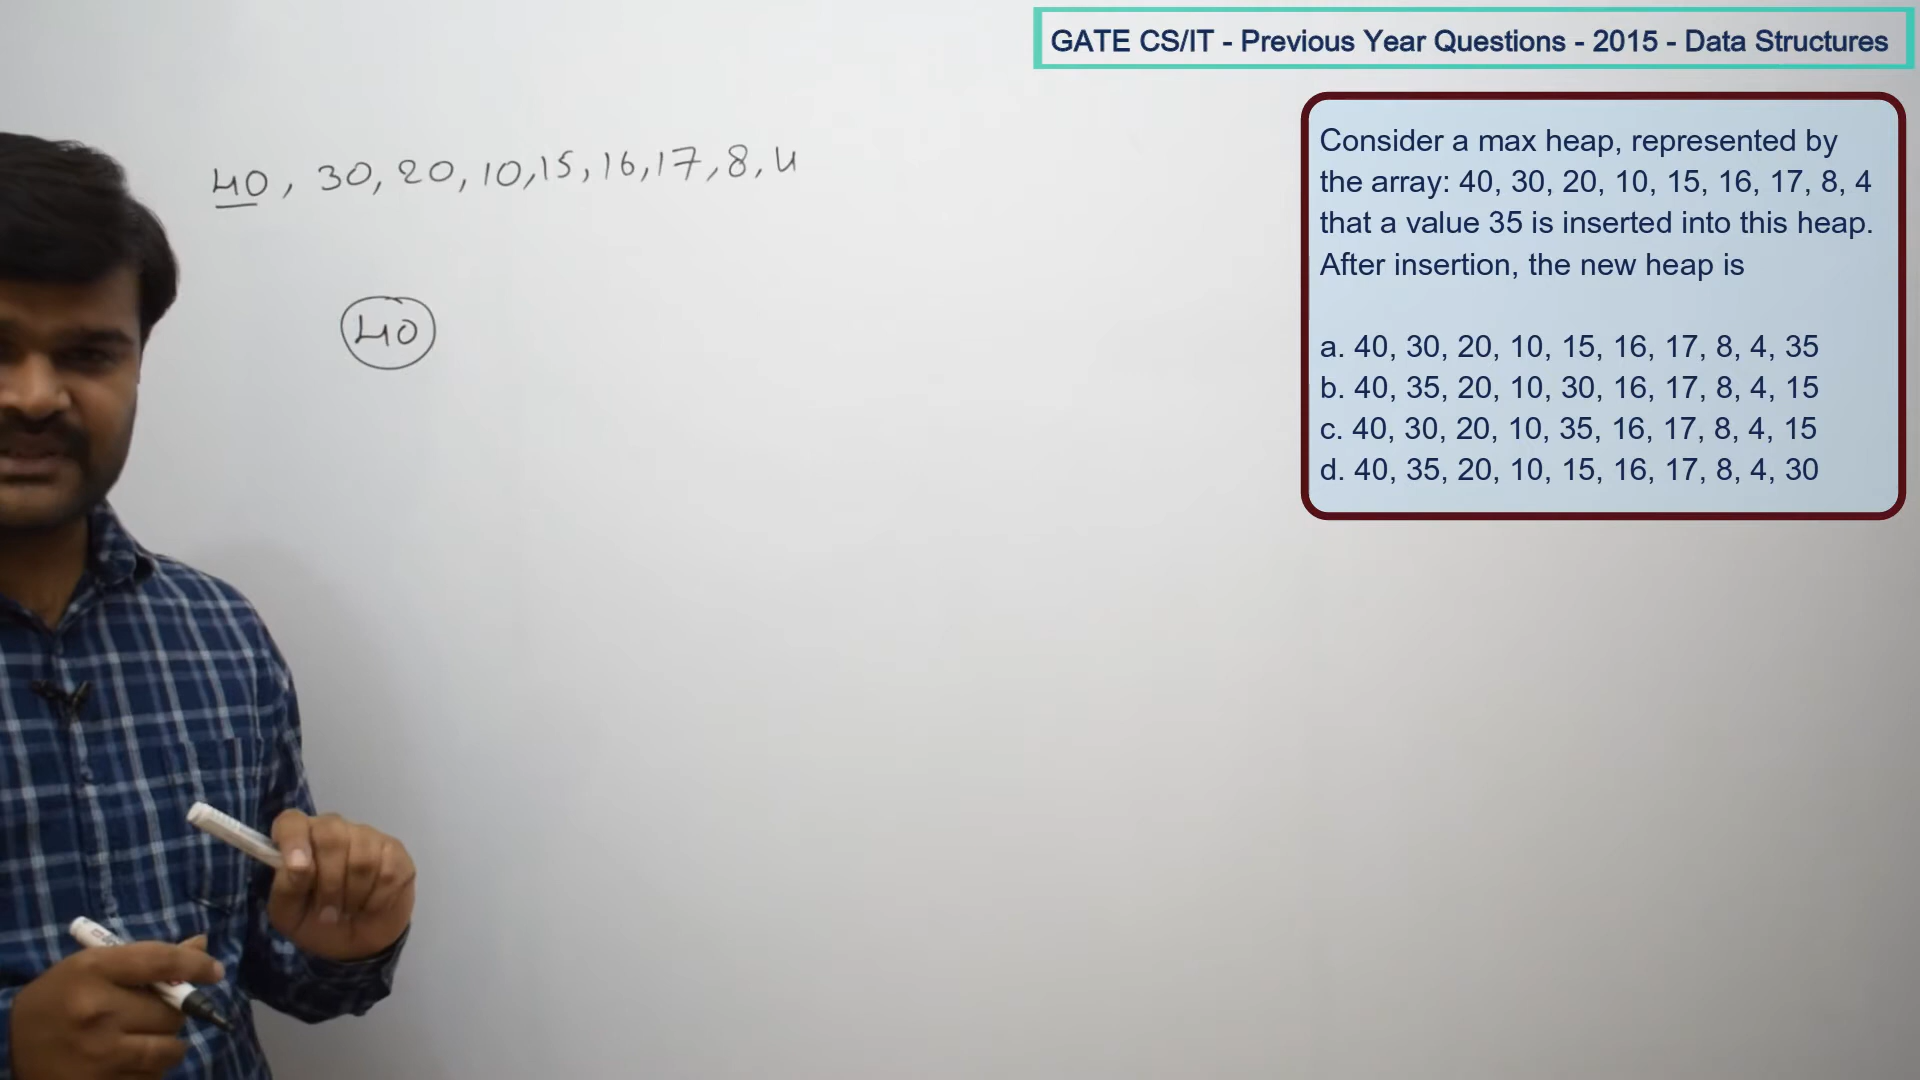 GATE CS/IT - Previous Year Questions - 2015 - Data Structures
40, 30, 20, 10, 15, 16, 17, 8, 4
40
Consider a max heap, represented by
the array: 40, 30, 20, 10, 15, 16, 17, 8, 4
that a value 35 is inserted into this heap.
After insertion, the new heap is
a. 40, 30, 20, 10, 15, 16, 17, 8, 4, 35
b. 40, 35, 20, 10, 30, 16, 17, 8, 4, 15
c. 40, 30, 20, 10, 35, 16, 17, 8, 4, 15
d. 40, 35, 20, 10, 15, 16, 17, 8, 4, 30